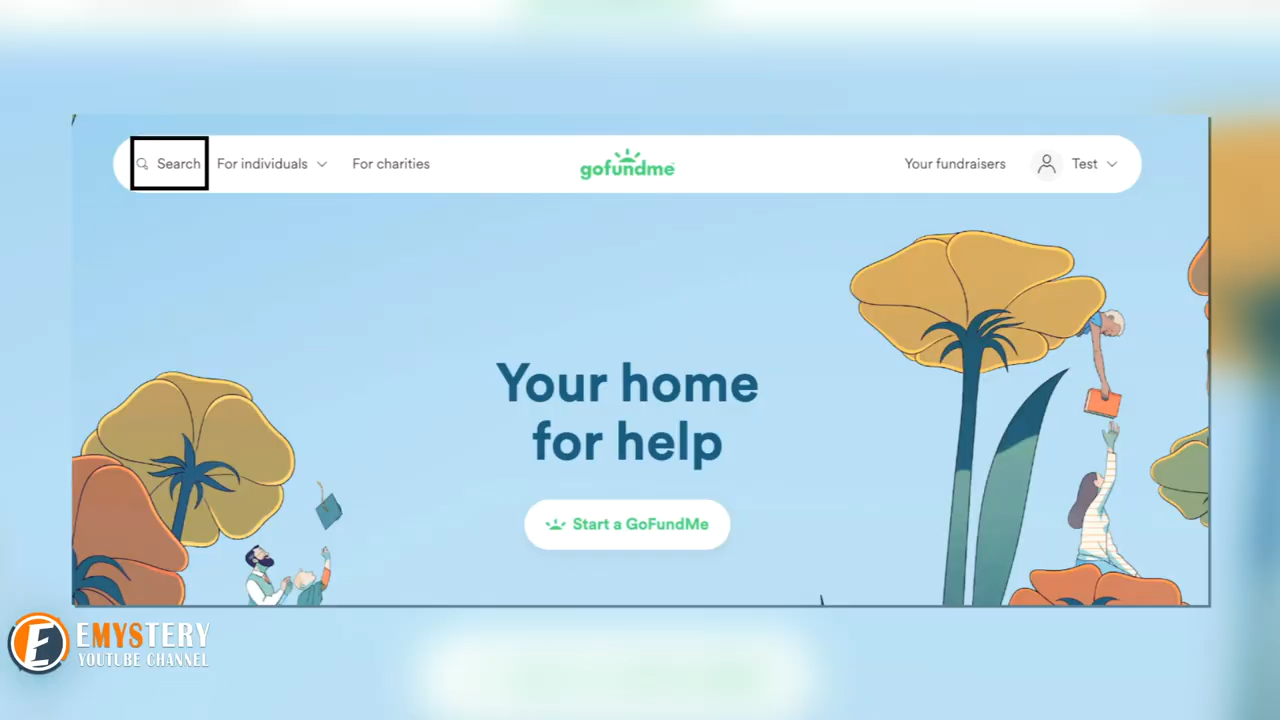 Search For individuals For charities gofundme Your fundraisers Test
Your home
for help
Start a GoFundMe
E EMYSTERY
YOUTUBE CHANNEL